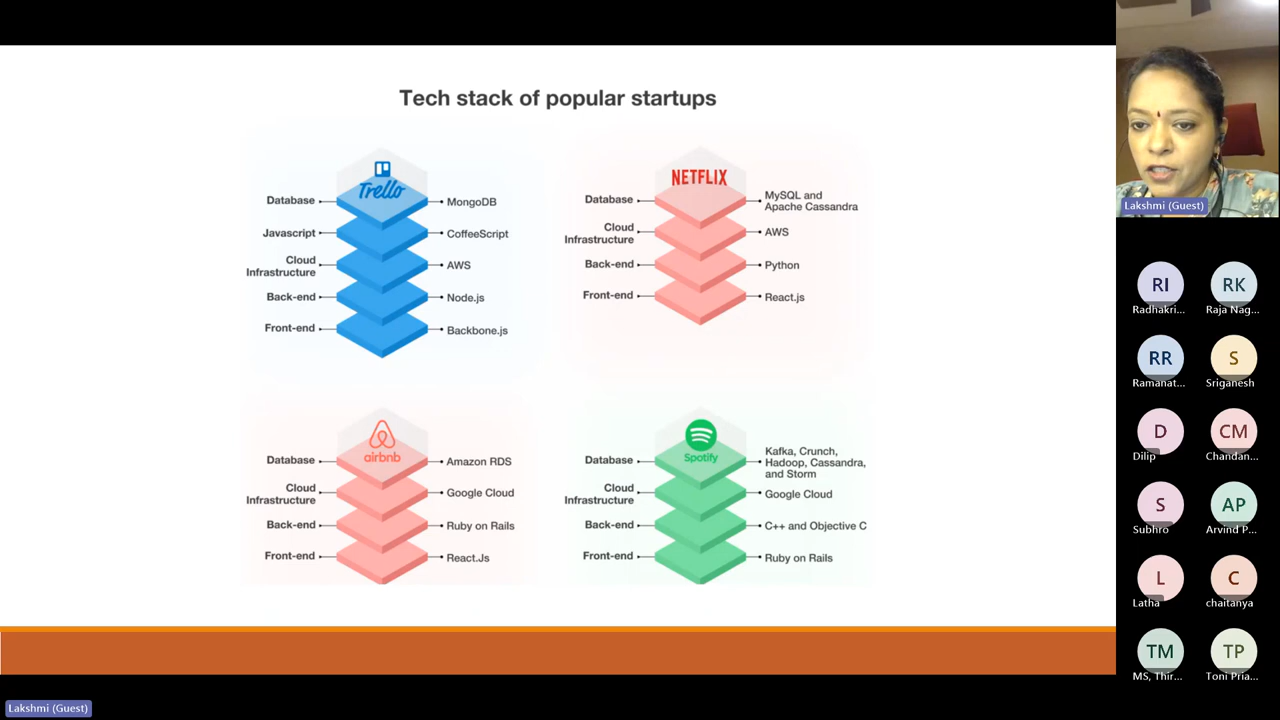 Tech stack of popular startups
Trello
Database
MongoDB
Javascript
CoffeeScript
Cloud
Infrastructure
AWS
Back-end
Node.js
Front-end
Backbone.js
NETFLIX
Database
MySQL and
Apache Cassandra
Cloud
Infrastructure
AWS
Back-end
Python
Front-end
React.js
airbnb
Database
Amazon RDS
Cloud
Infrastructure
Google Cloud
Back-end
Ruby on Rails
Front-end
React.Js
Spotify
Database
Kafka, Crunch,
Hadoop, Cassandra,
and Storm
Cloud
Infrastructure
Google Cloud
Back-end
C++ and Objective C
Front-end
Ruby on Rails
Lakshmi (Guest)
RI
RK
Radhakri...
Raja Nag...
RR
S
Ramanat...
Sriganesh
D
CM
Dilip
Chandan...
S
AP
Subhro
Arvind P...
L
C
Latha
chaitanya
TM
TP
MS, Thir...
Toni Pria...
Lakshmi (Guest)